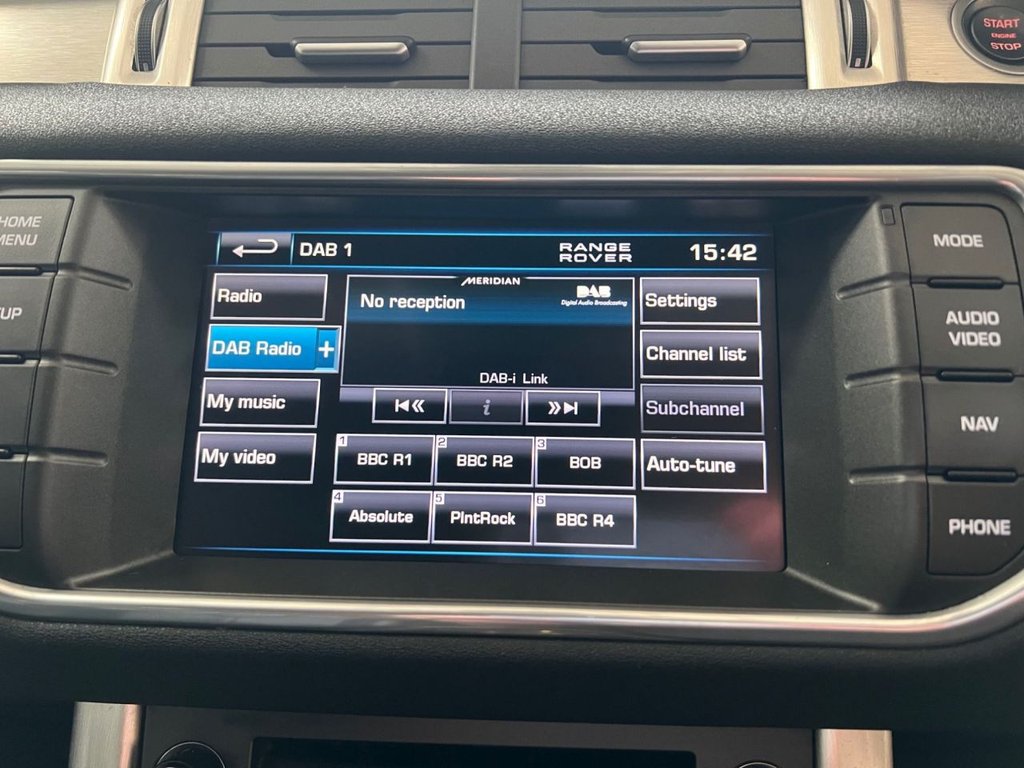 START
ENGINE
STOP
HOME
MENU
MODE
AUDIO
VIDEO
NAV
PHONE
DAB 1
RANGE
ROVER
15:42
Radio
DAB Radio +
My music
My video
MERIDIAN
No reception
DAB
Digital Audio Broadcasting
DAB-i Link
i
Settings
Channel list
Subchannel
Auto-tune
1 BBC R1
2 BBC R2
3 BOB
4 Absolute
5 PlntRock
6 BBC R4